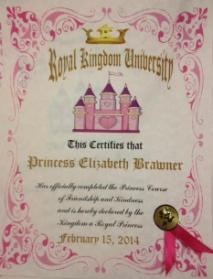 Royal Kingdom University
This Certifies that
Princess Elizabeth Brawner
Has officially completed the Princess Course
of Friendship and Kindness
and is hereby declared by the
Kingdom a Royal Princess
February 15, 2014